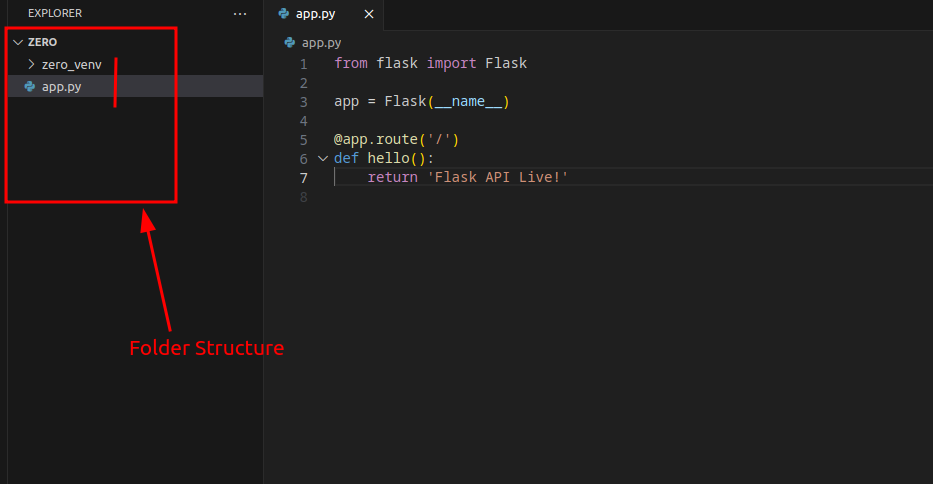 EXPLORER
ZERO
zero_venv
app.py
Folder Structure
app.py
app.py
1 from flask import Flask
2
3 app = Flask(__name__)
4
5 @app.route('/')
6 def hello():
7     return 'Flask API Live!'
8